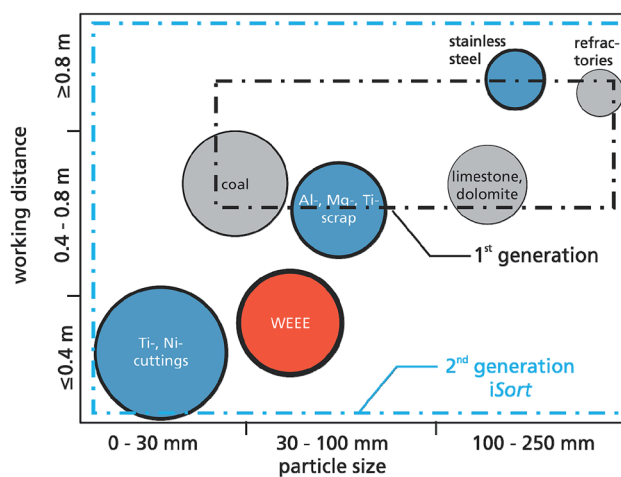 stainless
steel
refrac-
tories
≥0.8 m
0.4 - 0.8 m
≤0.4 m
working distance
coal
Al-, Mg-, Ti-
scrap
limestone,
dolomite
1st generation
WEEE
Ti-, Ni-
cuttings
2nd generation
iSort
0 - 30 mm
30 - 100 mm
100 - 250 mm
particle size